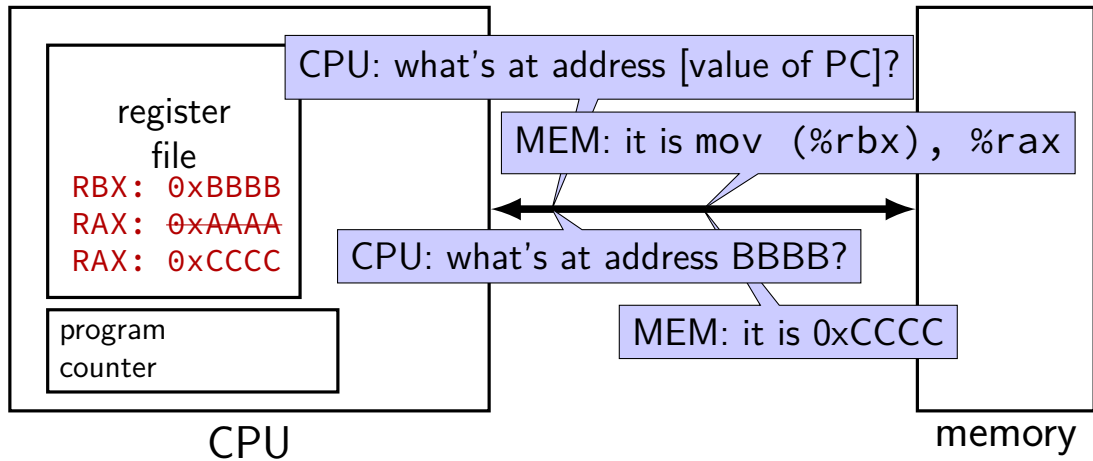 CPU: what's at address [value of PC]?
register
file
MEM: it is mov (%rbx), %rax
RBX: 0xBBBB
RAX: 0xAAAA
RAX: 0xCCCC
CPU: what's at address BBBB?
MEM: it is 0xCCCC
program
counter
CPU
memory